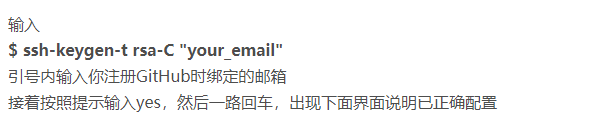 输入
$ ssh-keygen-t rsa-C "your_email"
引号内输入你注册GitHub时绑定的邮箱
接着按照提示输入yes，然后一路回车，出现下面界面说明已正确配置